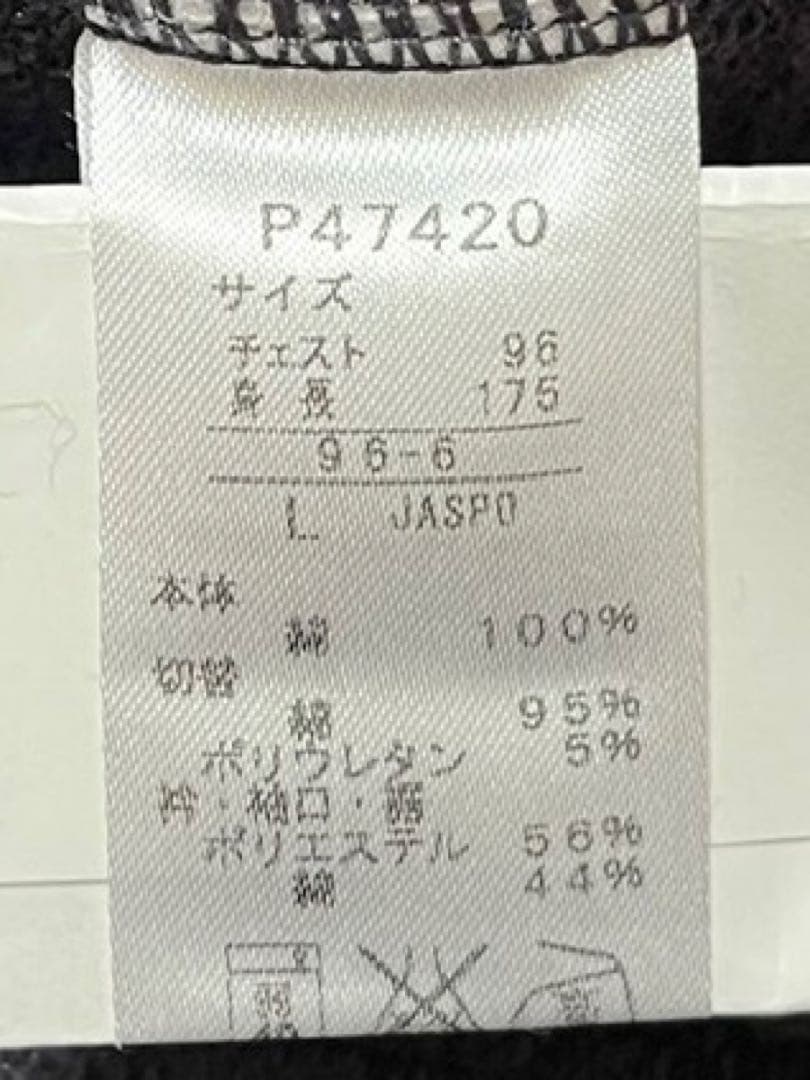 P47420
サイズ
チェスト 96
身長 175
96-6
L JASPO
本体
綿 100%
切替
綿 95%
ポリウレタン 5%
衿・袖口・裾
ポリエステル 56%
綿 44%